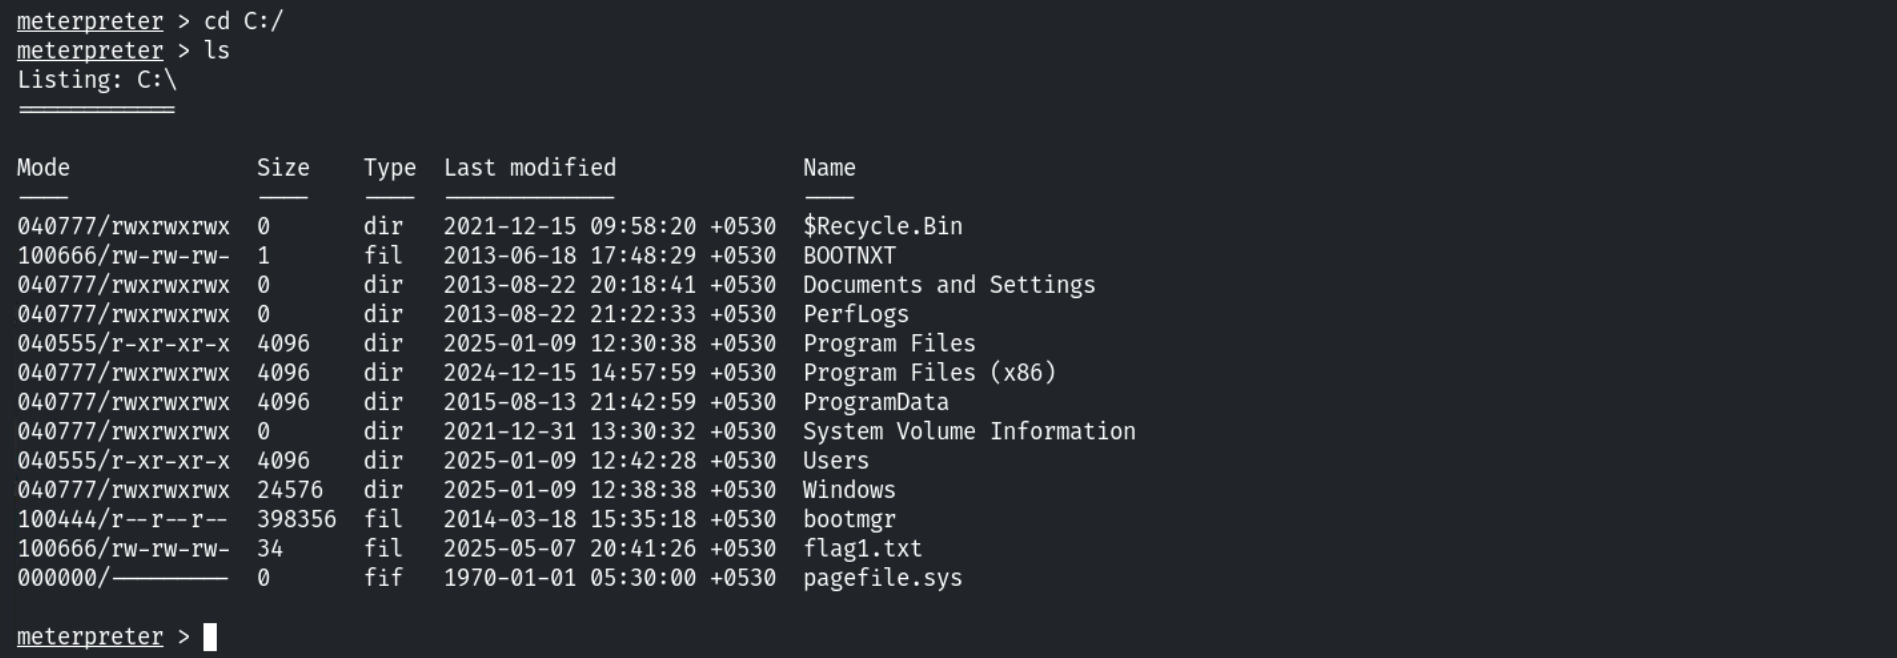 meterpreter > cd C:/
meterpreter > ls
Listing: C:\
============
Mode Size Type Last modified Name
---- ---- ---- ------------- ----
040777/rwxrwxrwx 0 dir 2021-12-15 09:58:20 +0530 $Recycle.Bin
100666/rw-rw-rw- 1 fil 2013-06-18 17:48:29 +0530 BOOTNXT
040777/rwxrwxrwx 0 dir 2013-08-22 20:18:41 +0530 Documents and Settings
040777/rwxrwxrwx 0 dir 2013-08-22 21:22:33 +0530 PerfLogs
040555/r-xr-xr-x 4096 dir 2025-01-09 12:30:38 +0530 Program Files
040777/rwxrwxrwx 4096 dir 2024-12-15 14:57:59 +0530 Program Files (x86)
040777/rwxrwxrwx 4096 dir 2015-08-13 21:42:59 +0530 ProgramData
040777/rwxrwxrwx 0 dir 2021-12-31 13:30:32 +0530 System Volume Information
040555/r-xr-xr-x 4096 dir 2025-01-09 12:42:28 +0530 Users
040777/rwxrwxrwx 24576 dir 2025-01-09 12:38:38 +0530 Windows
100444/r--r--r-- 398356 fil 2014-03-18 15:35:18 +0530 bootmgr
100666/rw-rw-rw- 34 fil 2025-05-07 20:41:26 +0530 flag1.txt
000000/--------- 0 fif 1970-01-01 05:30:00 +0530 pagefile.sys
meterpreter >